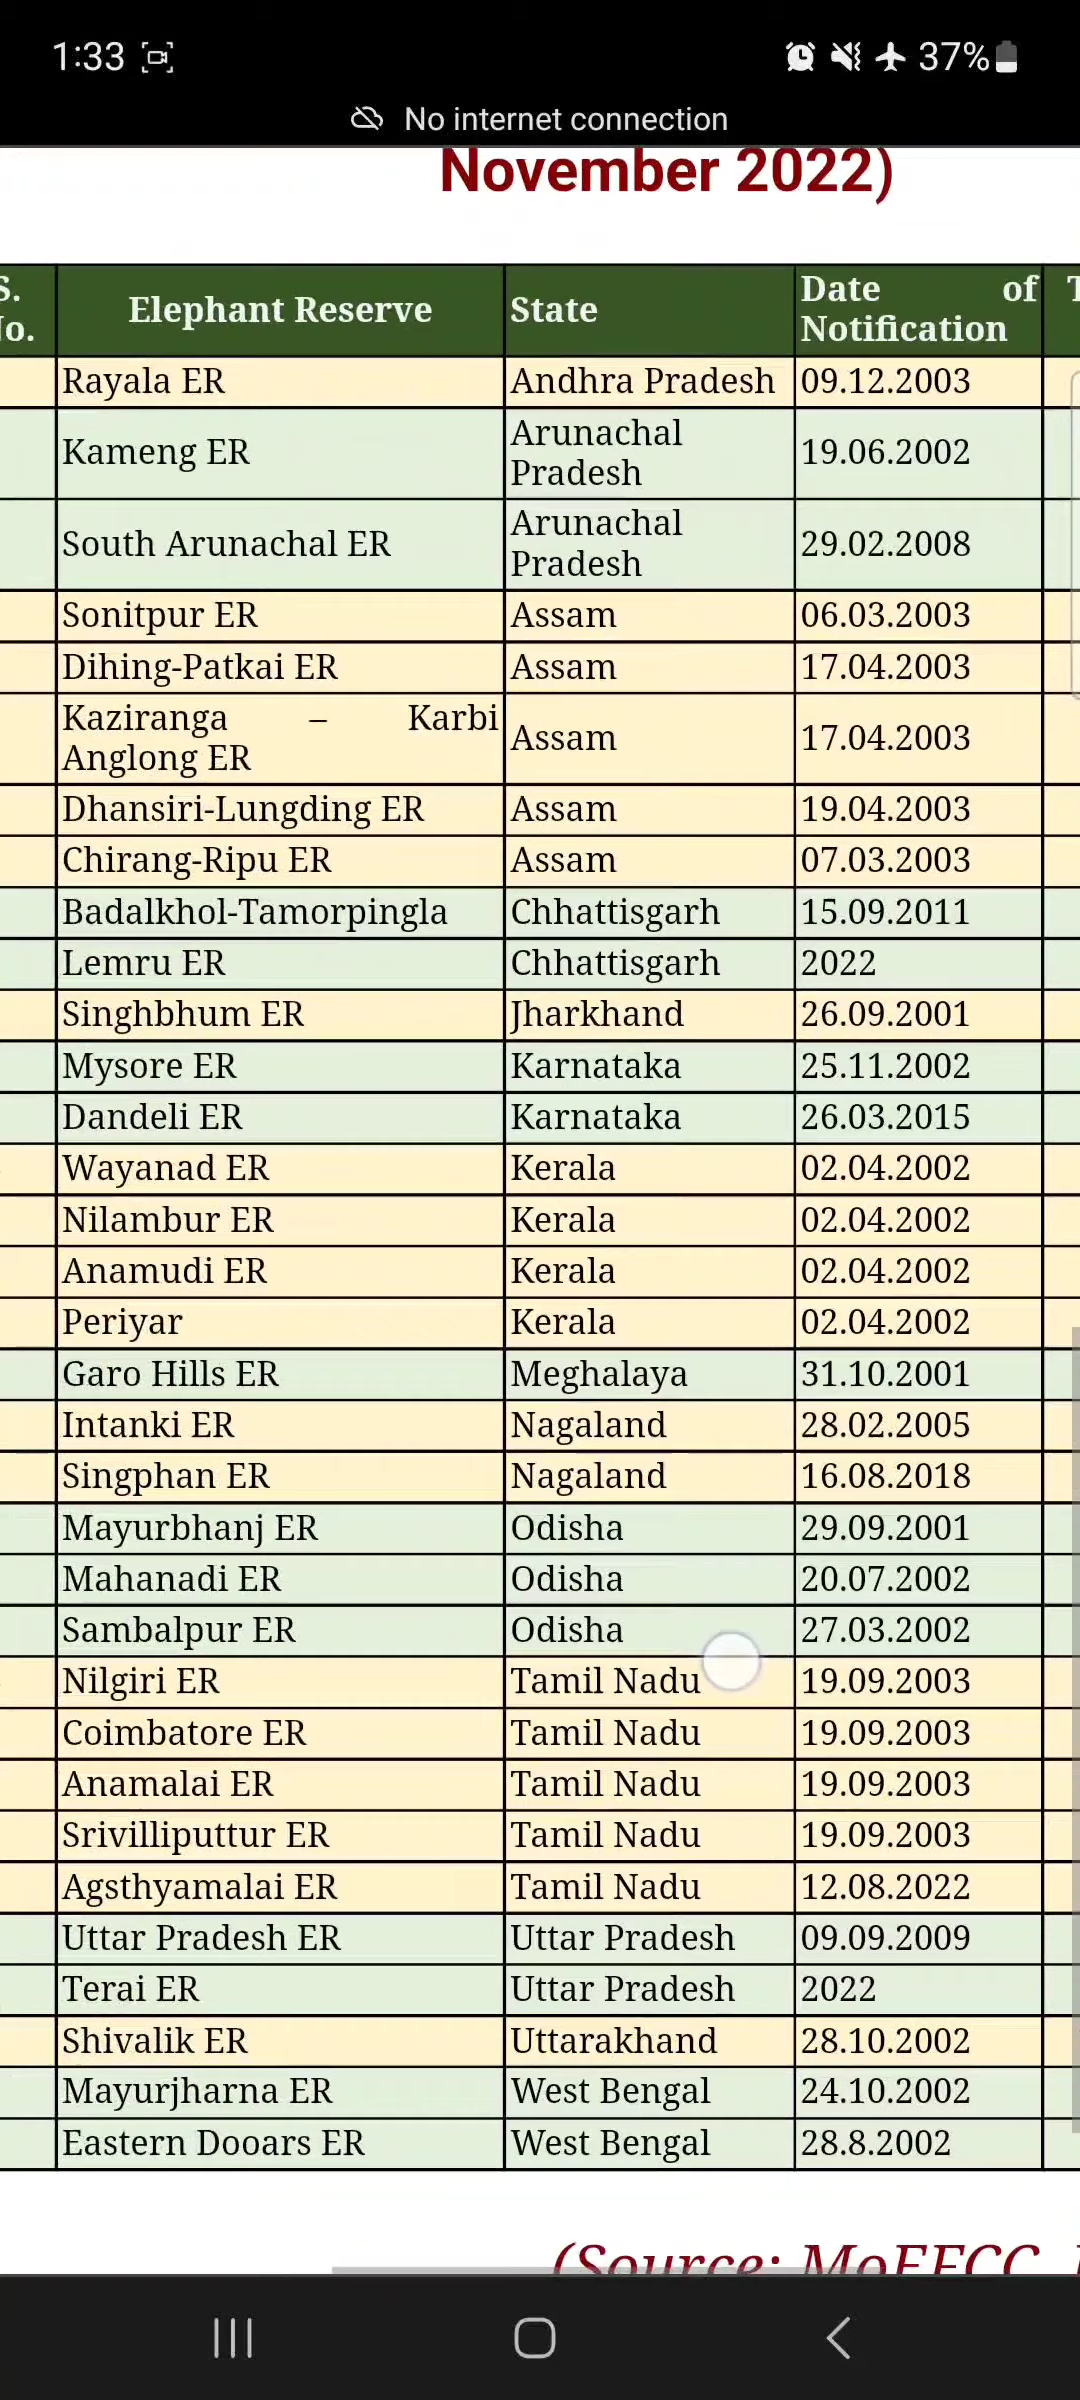 1:33 37%
No internet connection
November 2022)
S. No. Elephant Reserve State Date of Notification
Rayala ER Andhra Pradesh 09.12.2003
Kameng ER Arunachal Pradesh 19.06.2002
South Arunachal ER Arunachal Pradesh 29.02.2008
Sonitpur ER Assam 06.03.2003
Dihing-Patkai ER Assam 17.04.2003
Kaziranga – Karbi Anglong ER Assam 17.04.2003
Dhansiri-Lungding ER Assam 19.04.2003
Chirang-Ripu ER Assam 07.03.2003
Badalkhol-Tamorpingla Chhattisgarh 15.09.2011
Lemru ER Chhattisgarh 2022
Singhbhum ER Jharkhand 26.09.2001
Mysore ER Karnataka 25.11.2002
Dandeli ER Karnataka 26.03.2015
Wayanad ER Kerala 02.04.2002
Nilambur ER Kerala 02.04.2002
Anamudi ER Kerala 02.04.2002
Periyar Kerala 02.04.2002
Garo Hills ER Meghalaya 31.10.2001
Intanki ER Nagaland 28.02.2005
Singphan ER Nagaland 16.08.2018
Mayurbhanj ER Odisha 29.09.2001
Mahanadi ER Odisha 20.07.2002
Sambalpur ER Odisha 27.03.2002
Nilgiri ER Tamil Nadu 19.09.2003
Coimbatore ER Tamil Nadu 19.09.2003
Anamalai ER Tamil Nadu 19.09.2003
Srivilliputtur ER Tamil Nadu 19.09.2003
Agsthyamalai ER Tamil Nadu 12.08.2022
Uttar Pradesh ER Uttar Pradesh 09.09.2009
Terai ER Uttar Pradesh 2022
Shivalik ER Uttarakhand 28.10.2002
Mayurjharna ER West Bengal 24.10.2002
Eastern Dooars ER West Bengal 28.8.2002
(Source: MoEFCC